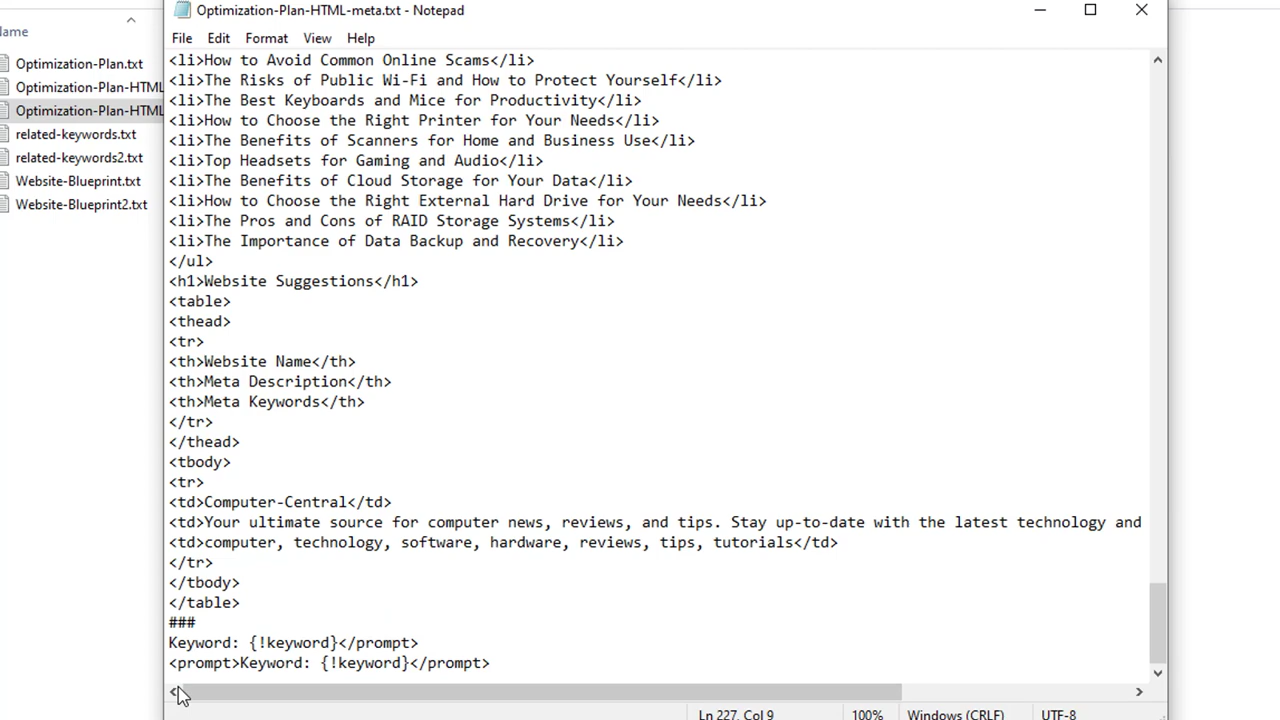 Optimization-Plan-HTML-meta.txt - Notepad
File Edit Format View Help
ame
Optimization-Plan.txt
Optimization-Plan-HTML
Optimization-Plan-HTML
related-keywords.txt
related-keywords2.txt
Website-Blueprint.txt
Website-Blueprint2.txt
<li>How to Avoid Common Online Scams</li>
<li>The Risks of Public Wi-Fi and How to Protect Yourself</li>
<li>The Best Keyboards and Mice for Productivity</li>
<li>How to Choose the Right Printer for Your Needs</li>
<li>The Benefits of Scanners for Home and Business Use</li>
<li>Top Headsets for Gaming and Audio</li>
<li>The Benefits of Cloud Storage for Your Data</li>
<li>How to Choose the Right External Hard Drive for Your Needs</li>
<li>The Pros and Cons of RAID Storage Systems</li>
<li>The Importance of Data Backup and Recovery</li>
</ul>
<h1>Website Suggestions</h1>
<table>
<thead>
<tr>
<th>Website Name</th>
<th>Meta Description</th>
<th>Meta Keywords</th>
</tr>
</thead>
<tbody>
<tr>
<td>Computer-Central</td>
<td>Your ultimate source for computer news, reviews, and tips. Stay up-to-date with the latest technology and
<td>computer, technology, software, hardware, reviews, tips, tutorials</td>
</tr>
</tbody>
</table>
###
Keyword: {!keyword}</prompt>
<prompt>Keyword: {!keyword}</prompt>
Ln 227, Col 9 100% Windows (CRLF) UTF-8